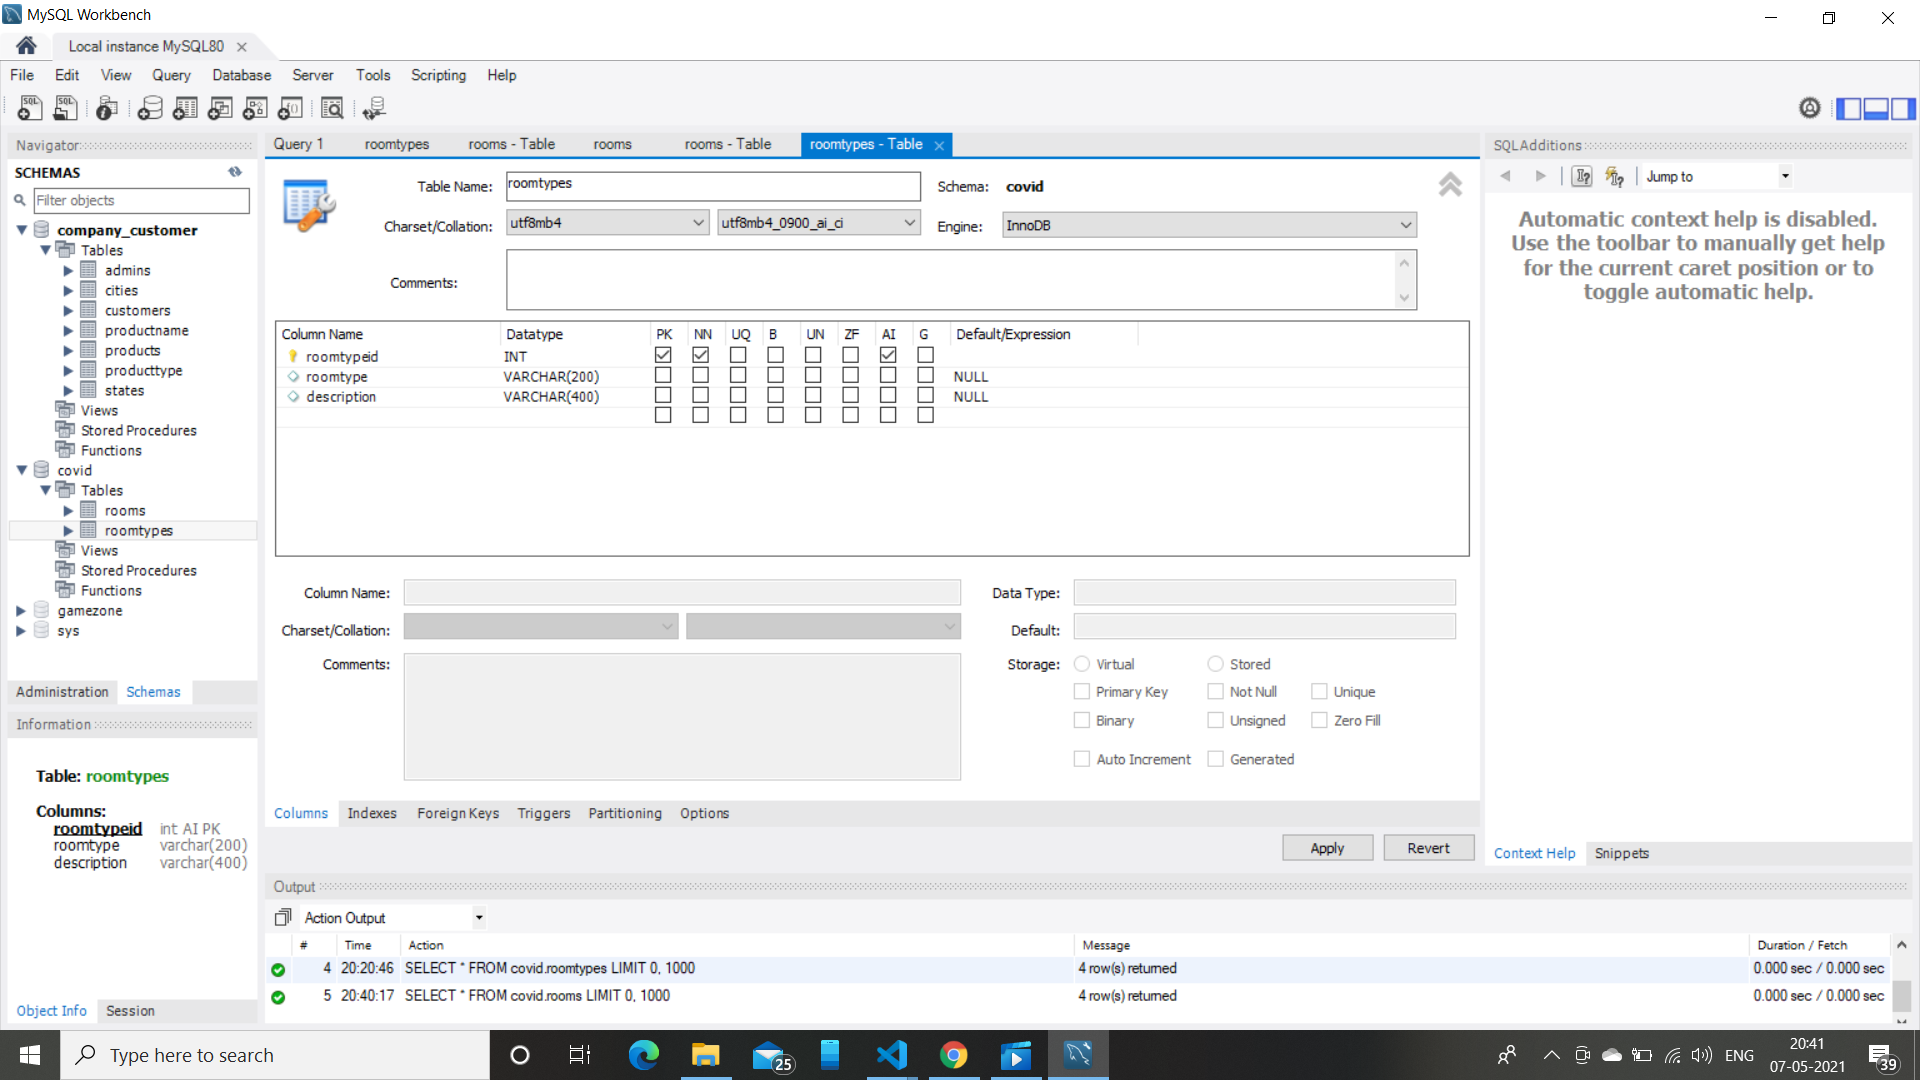 MySQL Workbench
Local instance MySQL80
File Edit View Query Database Server Tools Scripting Help
Navigator
SCHEMAS
Filter objects
company_customer
Tables
admins
cities
customers
productname
products
producttype
states
Views
Stored Procedures
Functions
covid
Tables
rooms
roomtypes
Views
Stored Procedures
Functions
gamezone
sys
Administration Schemas
Information
Table: roomtypes
Columns:
roomtypeid int AI PK
roomtype varchar(200)
description varchar(400)
Object Info Session
Query 1 roomtypes rooms - Table rooms rooms - Table roomtypes - Table
Table Name: roomtypes Schema: covid
Charset/Collation: utf8mb4 utf8mb4_0900_ai_ci Engine: InnoDB
Comments:
Column Name Datatype PK NN UQ B UN ZF AI G Default/Expression
roomtypeid INT
roomtype VARCHAR(200) NULL
description VARCHAR(400) NULL
Column Name: Data Type:
Charset/Collation: Default:
Comments: Storage: Virtual Stored
Primary Key Not Null Unique
Binary Unsigned Zero Fill
Auto Increment Generated
Columns Indexes Foreign Keys Triggers Partitioning Options
Apply Revert
SQLAdditions
Jump to
Automatic context help is disabled.
Use the toolbar to manually get help
for the current caret position or to
toggle automatic help.
Context Help Snippets
Output
Action Output
# Time Action Message Duration / Fetch
4 20:20:46 SELECT * FROM covid.roomtypes LIMIT 0, 1000 4 row(s) returned 0.000 sec / 0.000 sec
5 20:40:17 SELECT * FROM covid.rooms LIMIT 0, 1000 4 row(s) returned 0.000 sec / 0.000 sec
Type here to search
25
ENG
20:41
07-05-2021
39